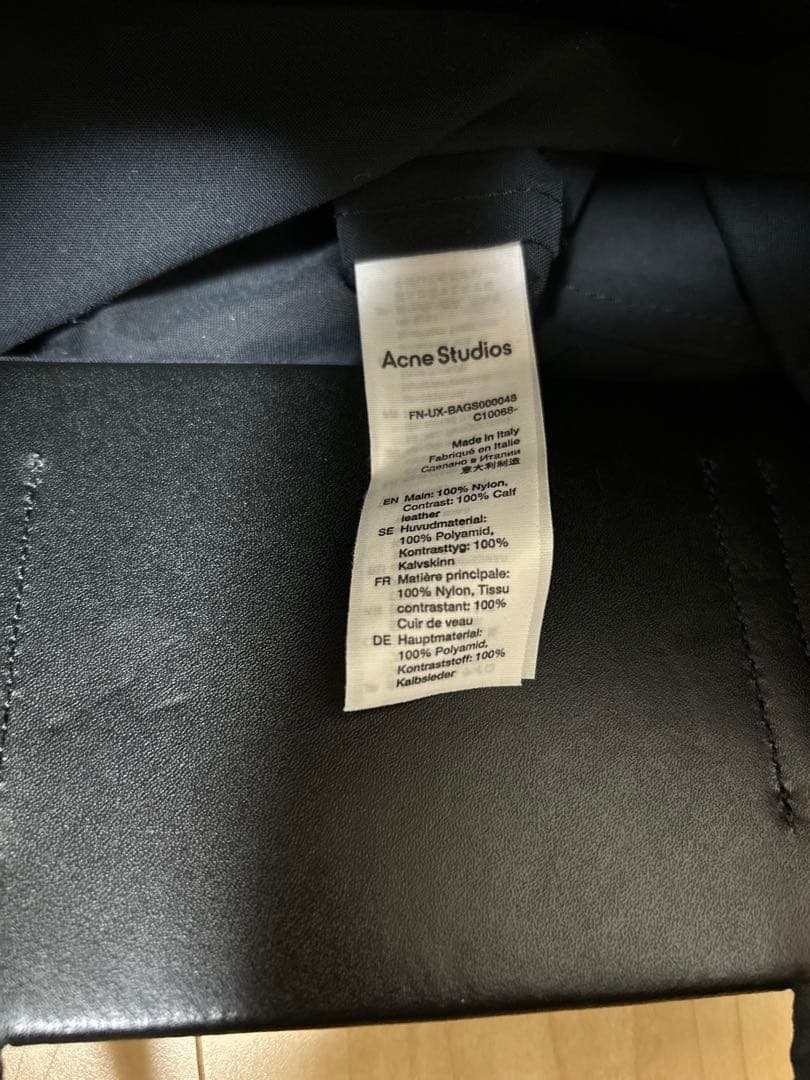 Acne Studios
FN-UX-BAGS000048
C10068-
Made in Italy
Fabriqué en Italie
Сделано в Италии
意大利制造
EN Main: 100% Nylon,
Contrast: 100% Calf
leather
SE Huvudmaterial:
100% Polyamid,
Kontrasttyg: 100%
Kalvskinn
FR Matière principale:
100% Nylon, Tissu
contrastant: 100%
Cuir de veau
DE Hauptmaterial:
100% Polyamid,
Kontraststoff: 100%
Kalbsleder